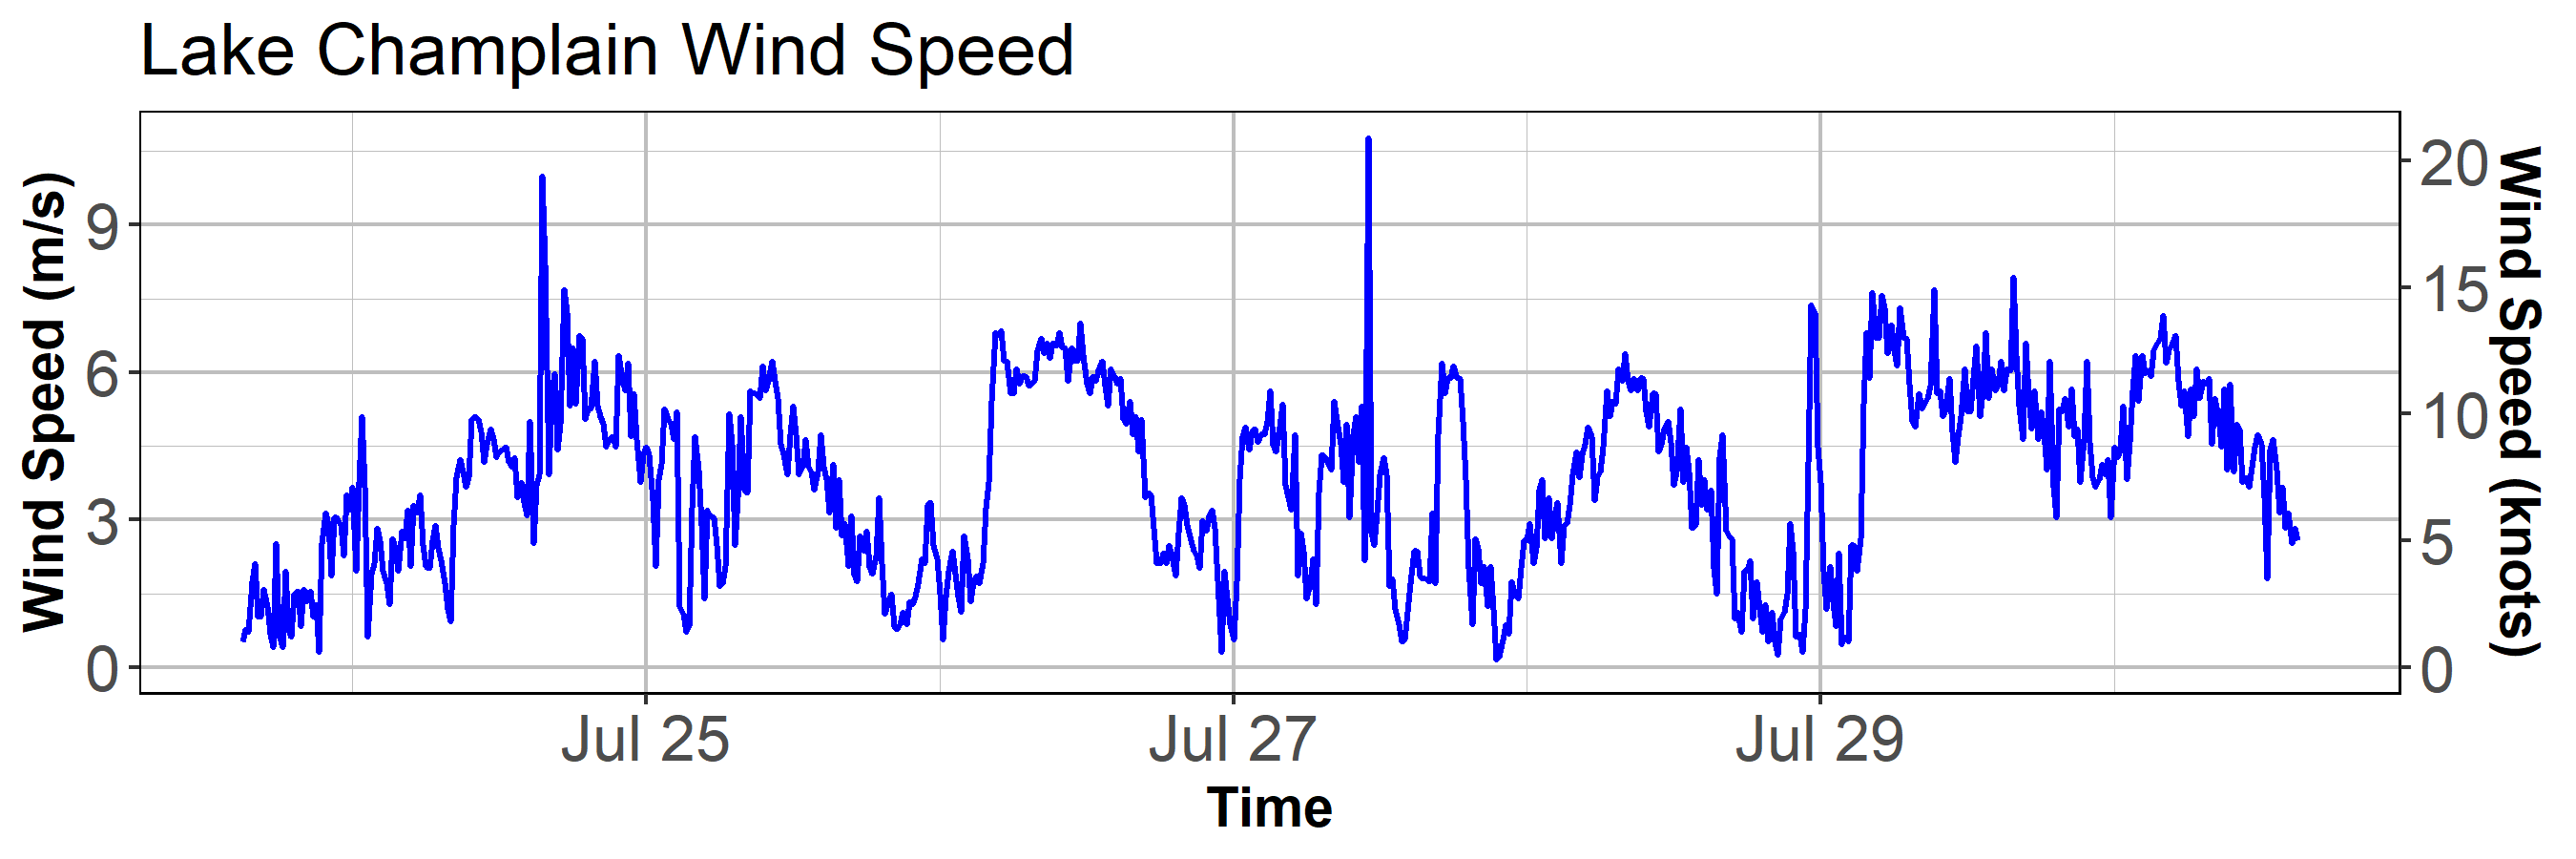 Lake Champlain Wind Speed
Wind Speed (m/s)
9
6
3
0
20
15
10
5
0
Wind Speed (knots)
Jul 25 Jul 27 Jul 29
Time